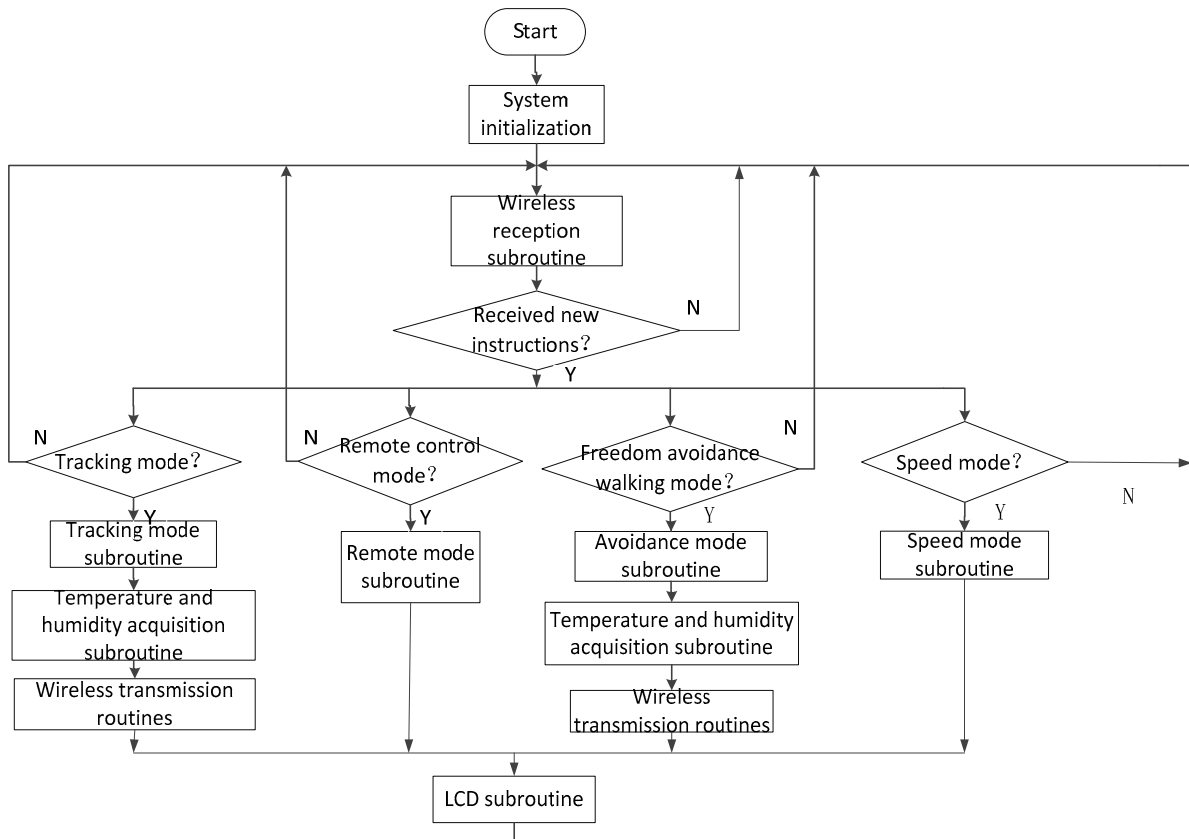 Start
System
initialization
Wireless
reception
subroutine
Received new
instructions?
N
Y
N
Tracking mode?
Y
N
Remote control
mode?
Y
Freedom avoidance
walking mode?
N
Y
Speed mode?
N
Y
Tracking mode
subroutine
Temperature and
humidity acquisition
subroutine
Wireless transmission
routines
Remote mode
subroutine
Avoidance mode
subroutine
Temperature and humidity
acquisition subroutine
Wireless
transmission routines
Speed mode
subroutine
LCD subroutine